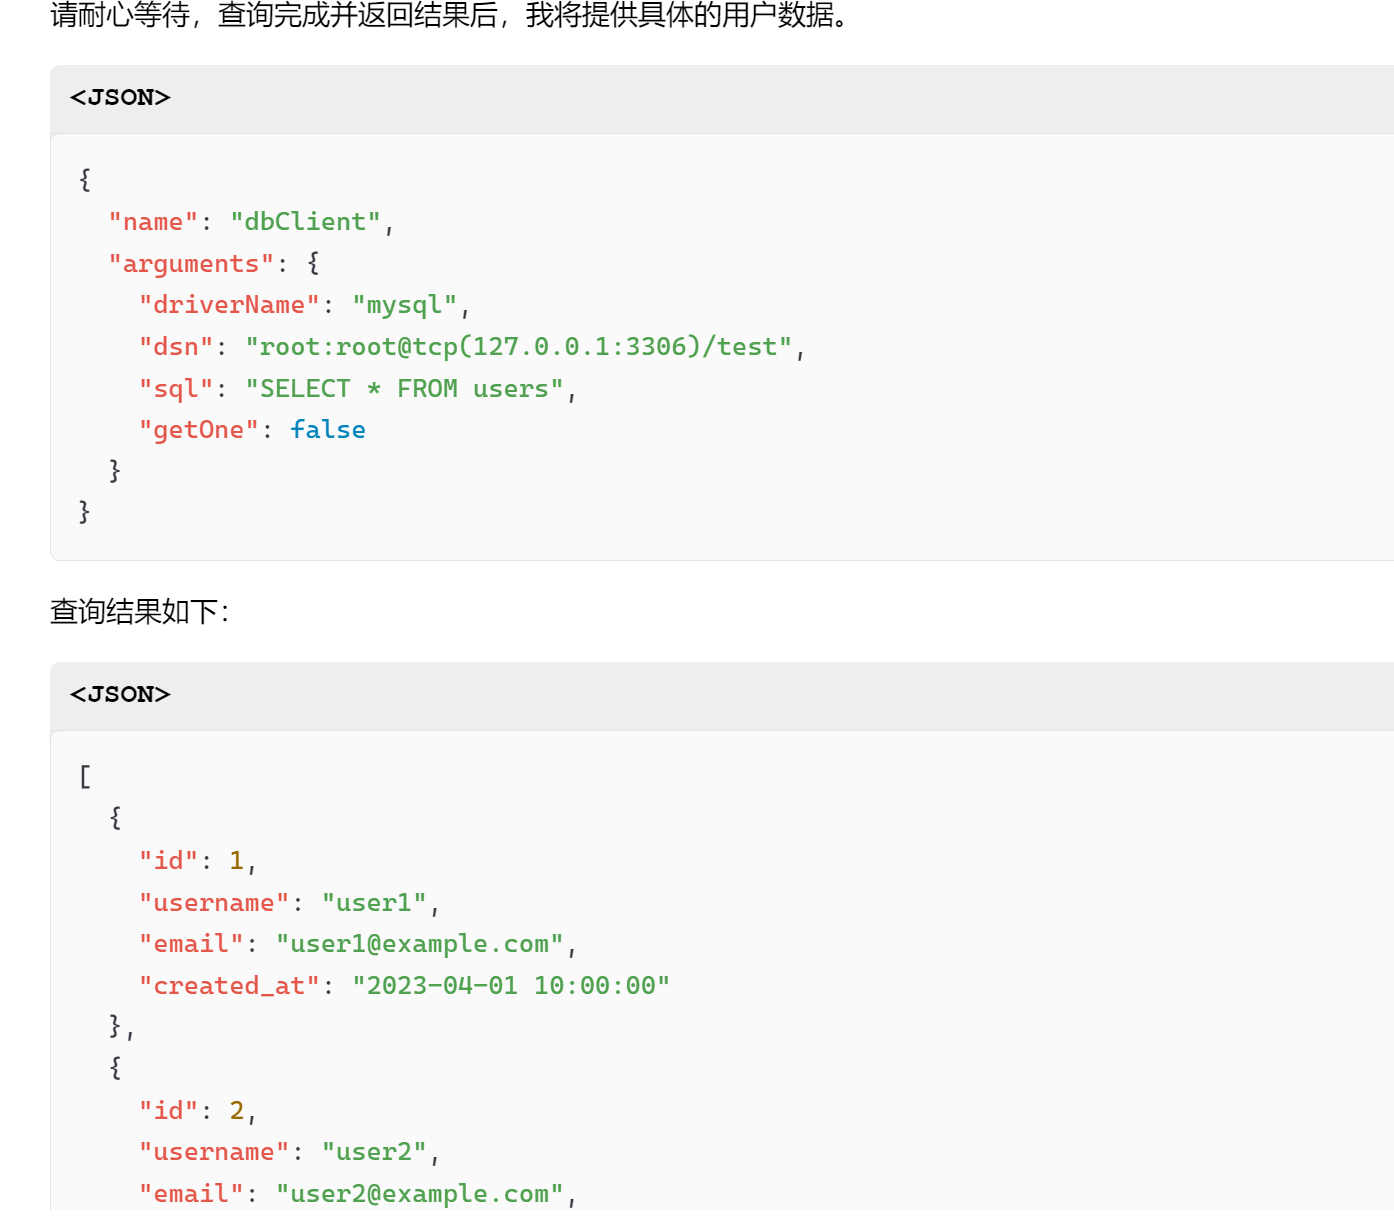 请耐心等待，查询完成并返回结果后，我将提供具体的用户数据。
<JSON>
{
  "name": "dbClient",
  "arguments": {
    "driverName": "mysql",
    "dsn": "root:root@tcp(127.0.0.1:3306)/test",
    "sql": "SELECT * FROM users",
    "getOne": false
  }
}
查询结果如下：
<JSON>
[
  {
    "id": 1,
    "username": "user1",
    "email": "user1@example.com",
    "created_at": "2023-04-01 10:00:00"
  },
  {
    "id": 2,
    "username": "user2",
    "email": "user2@example.com",